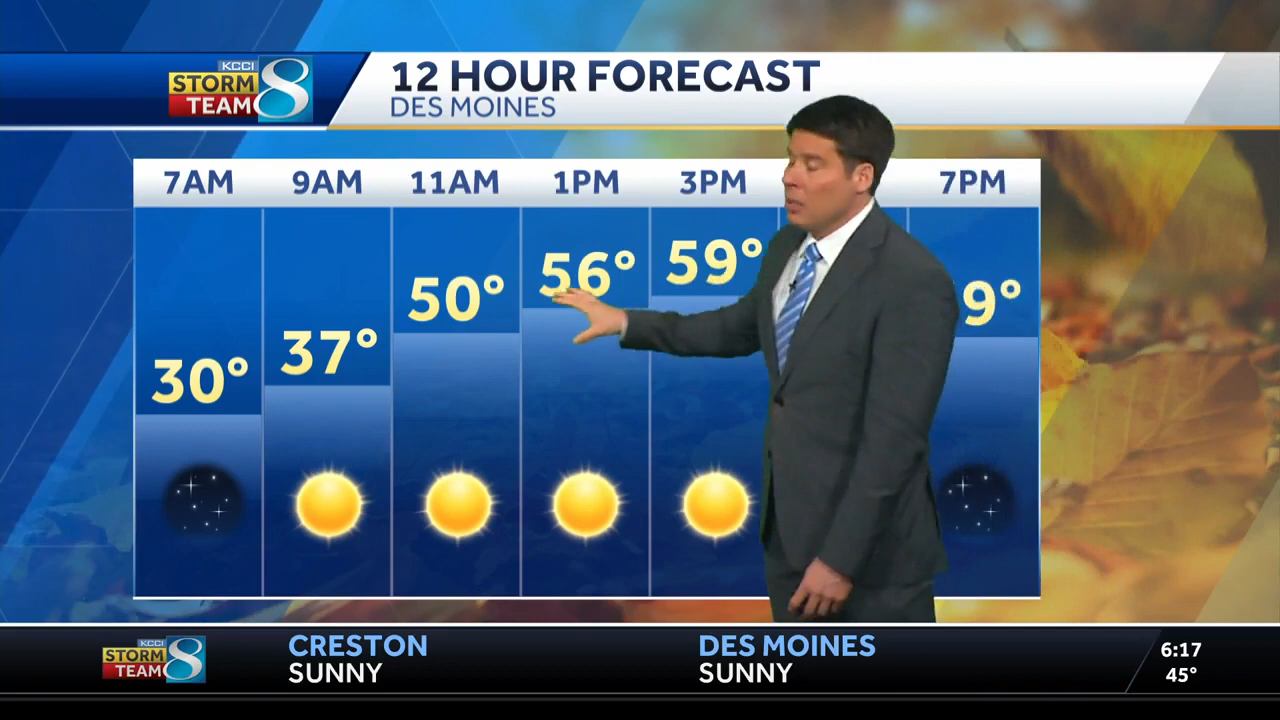 KCCI
STORM
TEAM 8
12 HOUR FORECAST
DES MOINES
7AM 9AM 11AM 1PM 3PM 7PM
30° 37° 50° 56° 59° 9°
KCCI
STORM
TEAM 8
CRESTON
SUNNY
DES MOINES
SUNNY
6:17
45°